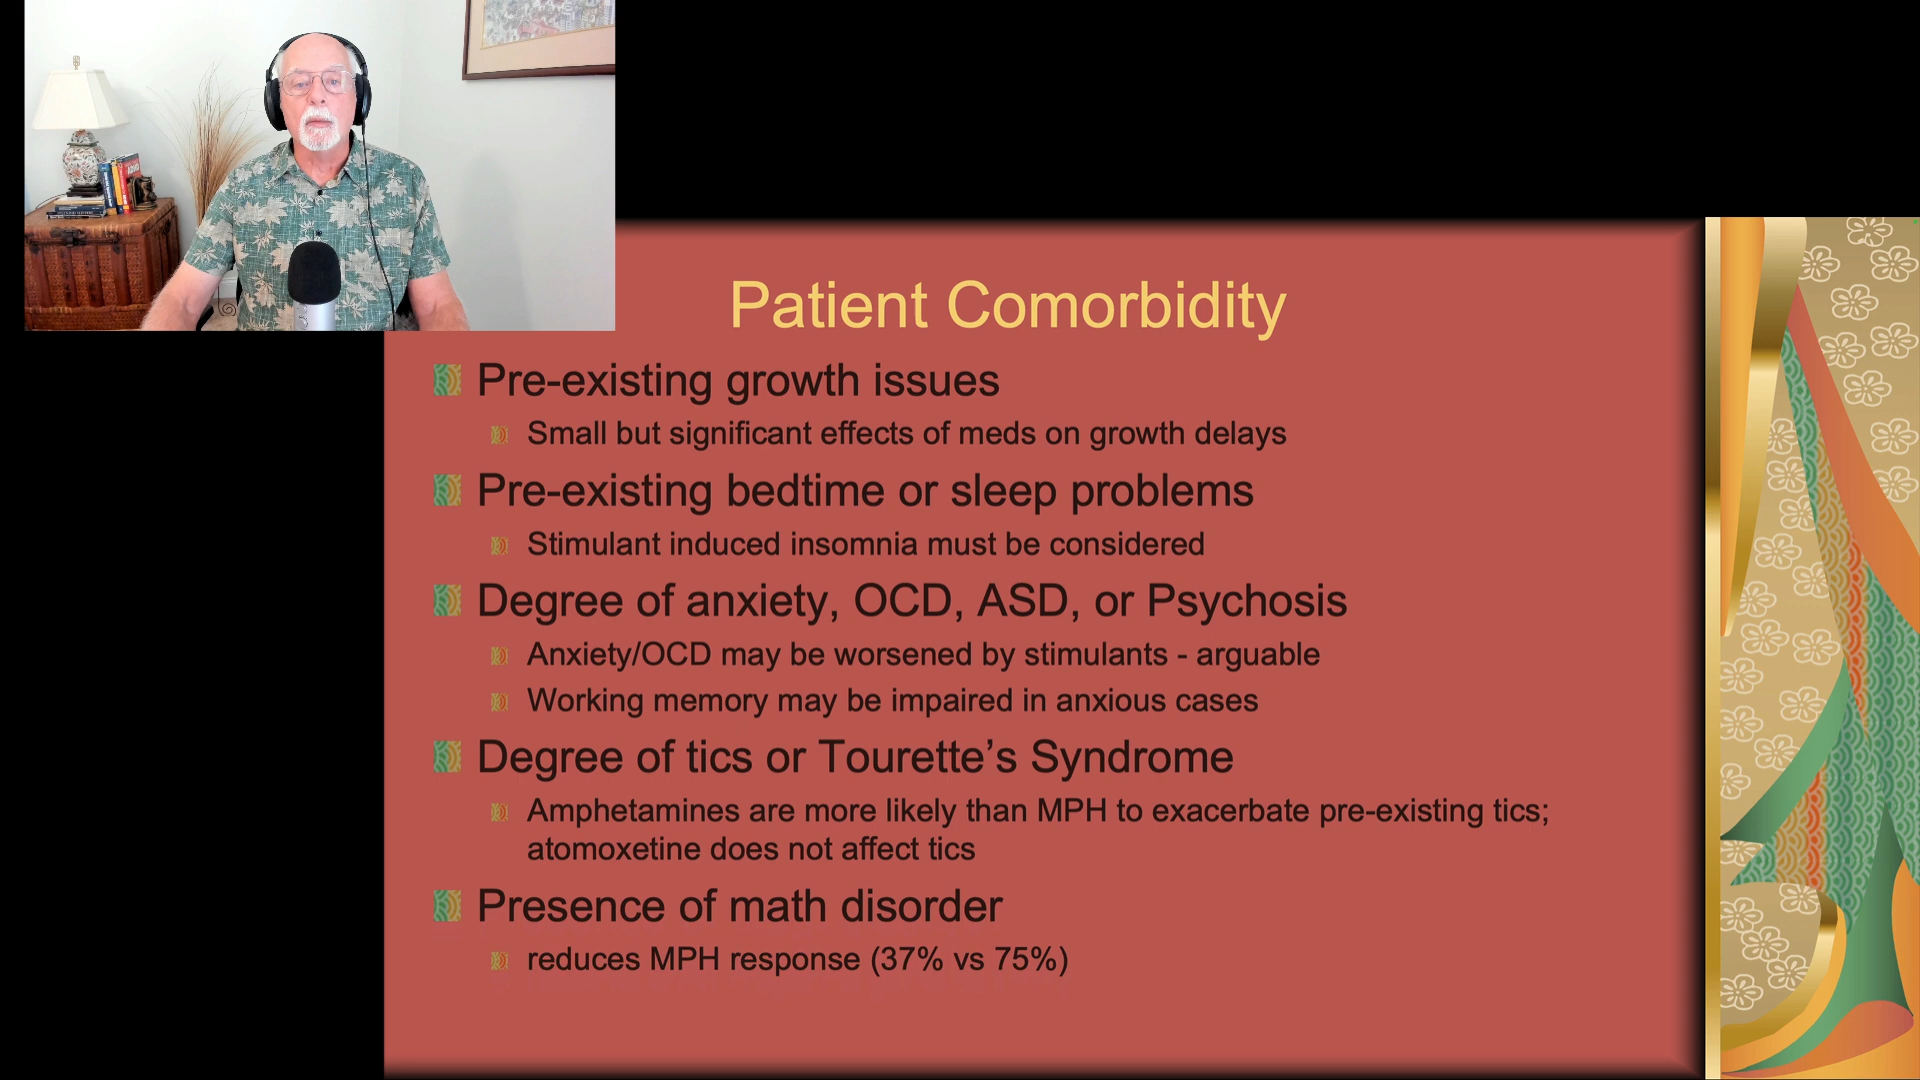 Patient Comorbidity
Pre-existing growth issues
Small but significant effects of meds on growth delays
Pre-existing bedtime or sleep problems
Stimulant induced insomnia must be considered
Degree of anxiety, OCD, ASD, or Psychosis
Anxiety/OCD may be worsened by stimulants - arguable
Working memory may be impaired in anxious cases
Degree of tics or Tourette’s Syndrome
Amphetamines are more likely than MPH to exacerbate pre-existing tics;
atomoxetine does not affect tics
Presence of math disorder
reduces MPH response (37% vs 75%)